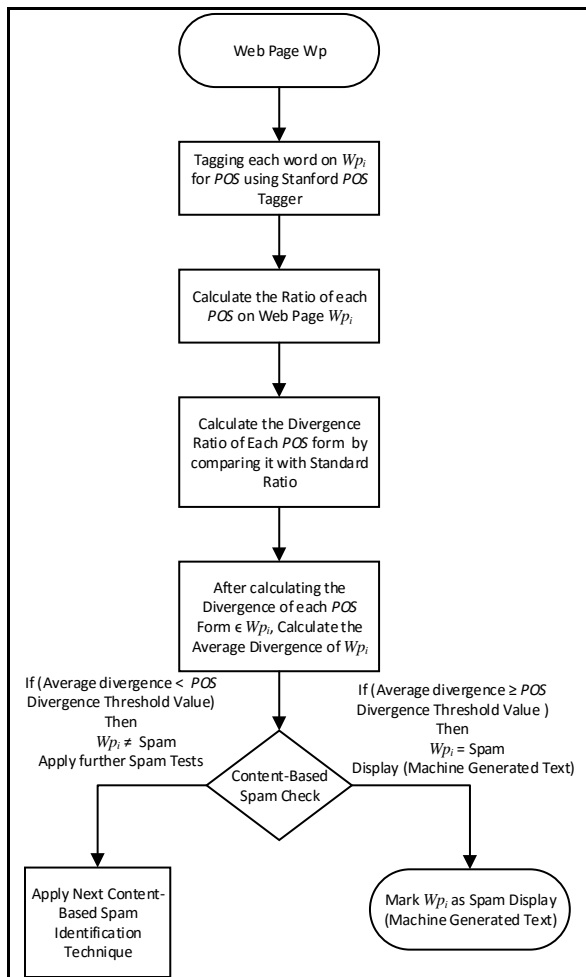 Web Page Wp
Tagging each word on Wpᵢ
for POS using Stanford POS
Tagger
Calculate the Ratio of each
POS on Web Page Wpᵢ
Calculate the Divergence
Ratio of Each POS form by
comparing it with Standard
Ratio
After calculating the
Divergence of each POS
Form ϵ Wpᵢ, Calculate the
Average Divergence of Wpᵢ
If (Average divergence < POS
Divergence Threshold Value)
Then
Wpᵢ ≠ Spam
Apply further Spam Tests
If (Average divergence ≥ POS
Divergence Threshold Value )
Then
Wpᵢ = Spam
Display (Machine Generated Text)
Content-Based
Spam Check
Apply Next Content-
Based Spam
Identification
Technique
Mark Wpᵢ as Spam Display
(Machine Generated Text)